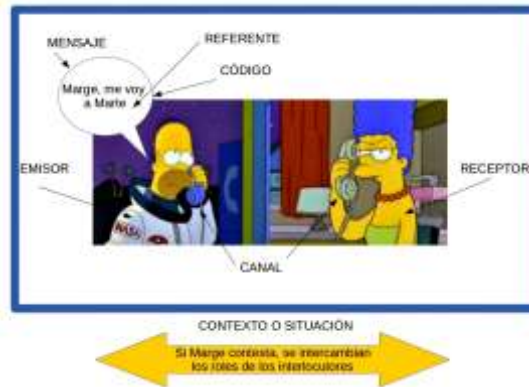 MENSAJE
REFERENTE
CÓDIGO
Marge, me voy
a Marte
EMISOR
RECEPTOR
NASA
CANAL
CONTEXTO O SITUACIÓN
Si Marge contesta, se intercambian
los roles de los interlocutores